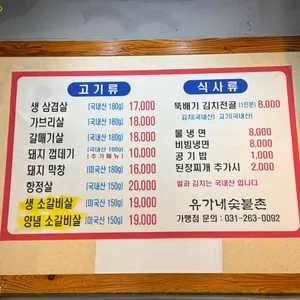 고 기 류
생 삼겹살 (국내산 180g) 17,000
가브리살 (국내산 180g) 18,000
갈매기살 (국내산 180g) 18,000
돼지 껍데기 (국내산 180g) (추가메뉴) 10,000
돼지 막창 (미국산 180g) 16,000
항정살 (국내산 150g) 20,000
생 소갈비살 (미국산 150g) 19,000
양념 소갈비살 (미국산 150g) 19,000
식 사 류
뚝배기 김치전골 (1인분) 8,000
김치(국내산) 고기(국내산)
물 냉 면 8,000
비빔냉면 8,000
공 기 밥 1,000
된장찌개 추가시 2,000
쌀과 김치는 국내산 입니다.
유가네숯불촌
가맹점 문의 : 031-263-0092